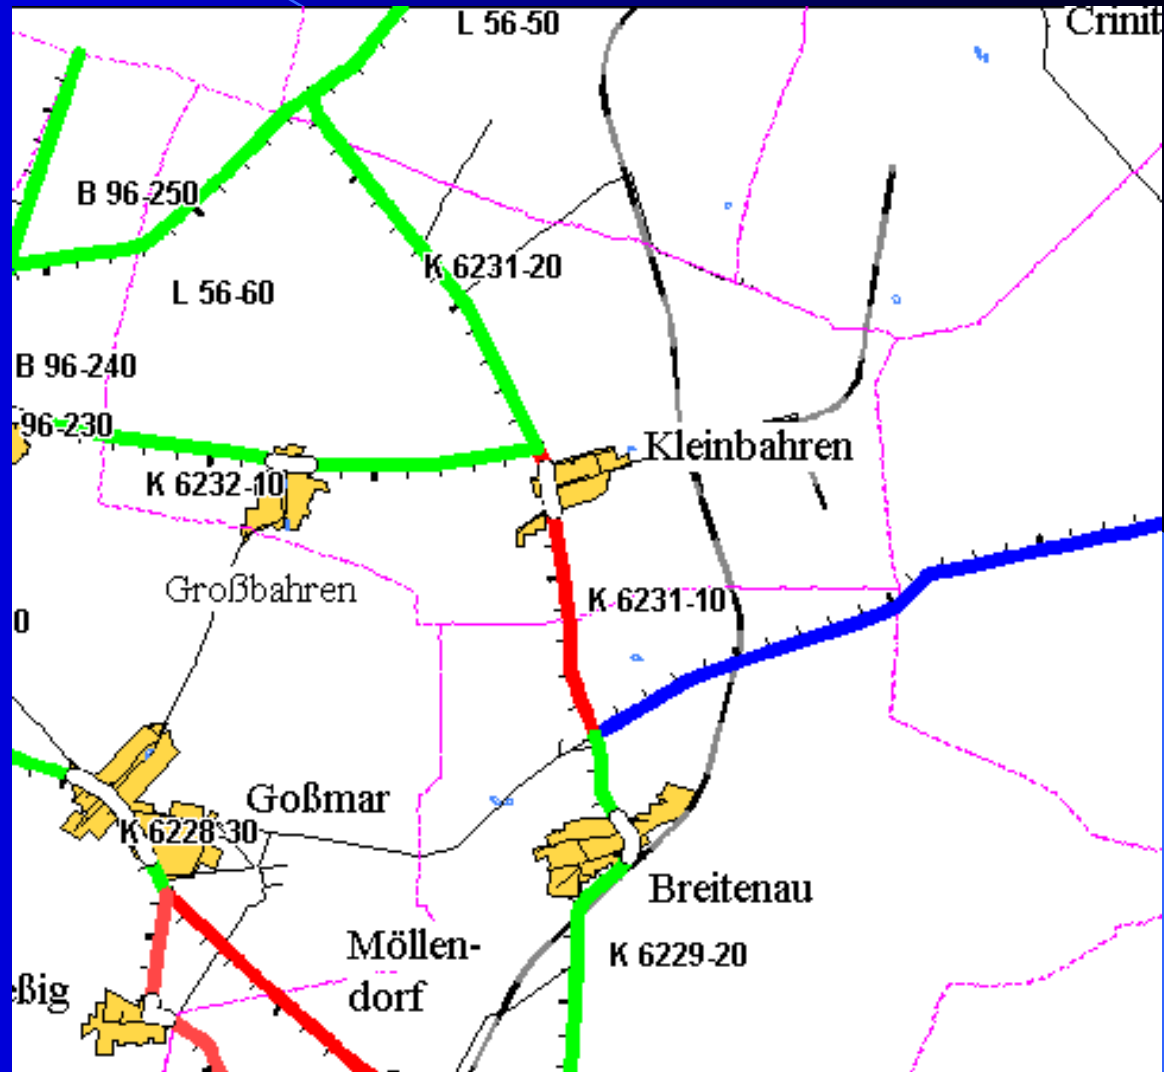 L 56-50
Crinit
B 96-250
K 6231-20
L 56-60
B 96-240
96-230
Kleinbahren
K 6232-10
Großbahren
K 6231-10
0
Goßmar
K 6228-30
Breitenau
Möllen-
dorf
K 6229-20
eßig